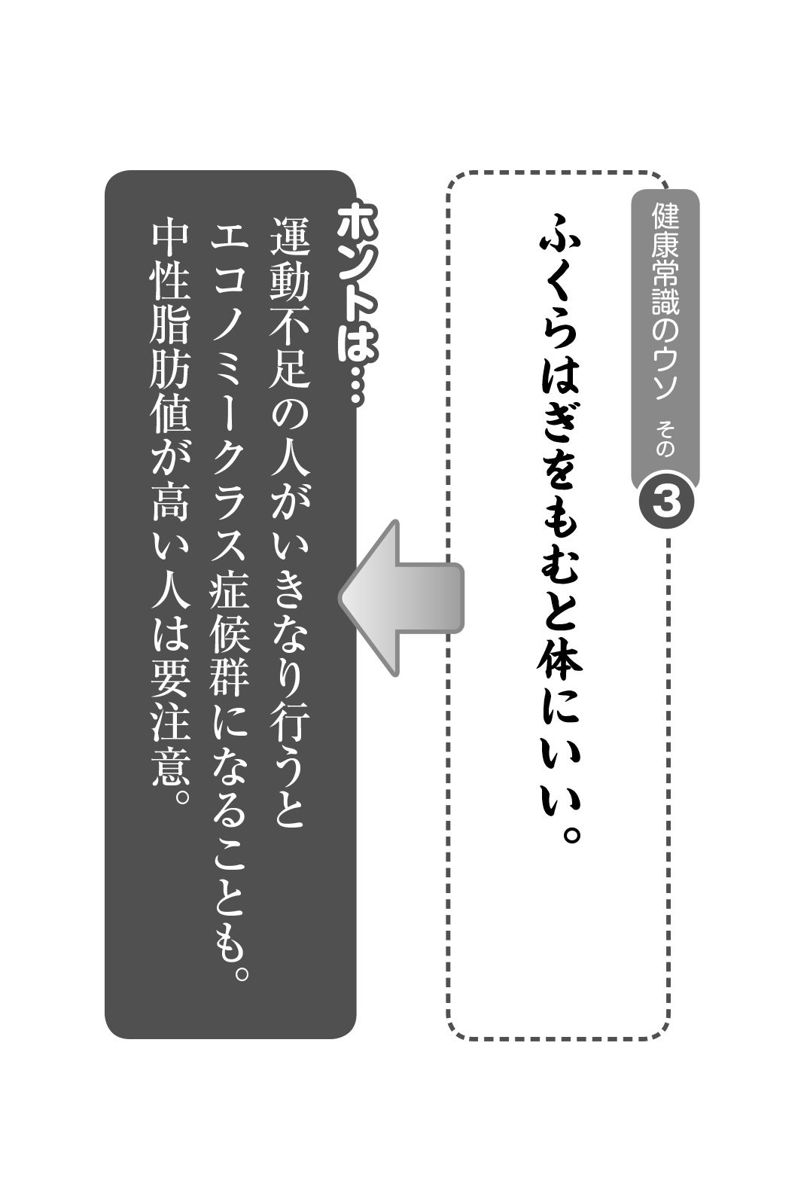 健康常識のウソ その3
ふくらはぎをもむと体にいい。
ホントは…
運動不足の人がいきなり行うと
エコノミークラス症候群になることも。
中性脂肪値が高い人は要注意。